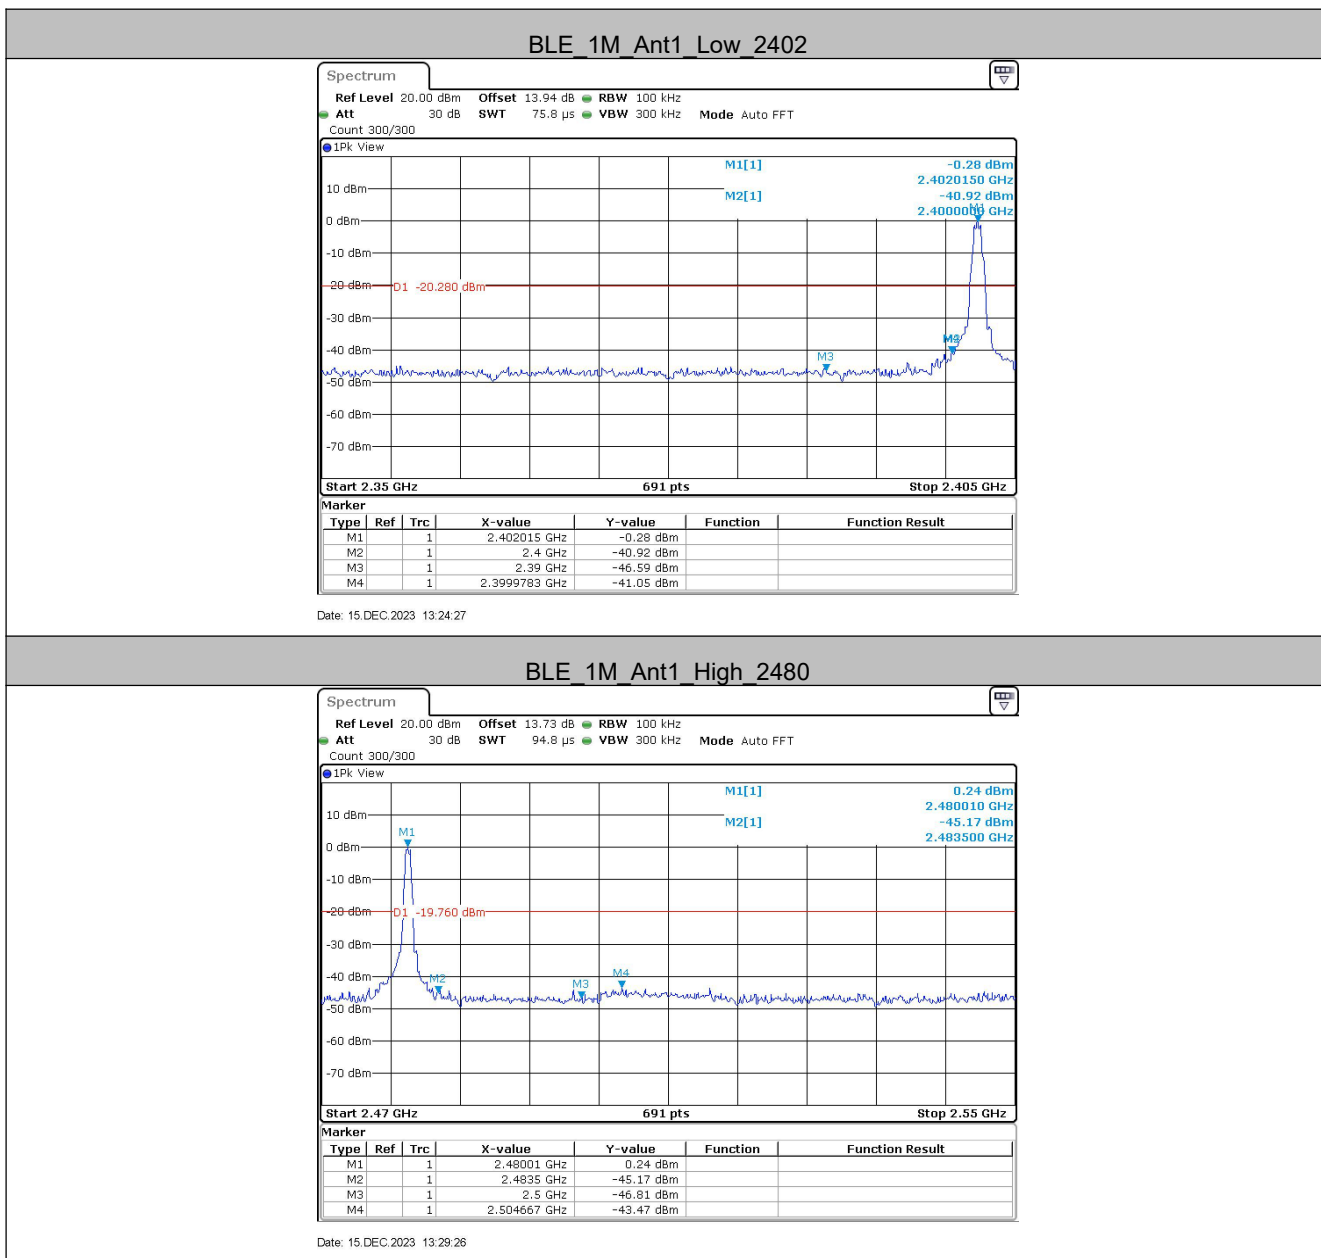 BLE_1M_Ant1_Low_2402
Spectrum
Ref Level 20.00 dBm Offset 13.94 dB RBW 100 kHz
Att 30 dB SWT 75.8 µs VBW 300 kHz Mode Auto FFT
Count 300/300
1Pk View
M1[1] -0.28 dBm
2.4020150 GHz
10 dBm
M2[1] -40.92 dBm
2.4000000 GHz
M1
0 dBm
-10 dBm
-20 dBm
D1 -20.280 dBm
-30 dBm
-40 dBm
M3
-50 dBm
-60 dBm
-70 dBm
Start 2.35 GHz 691 pts Stop 2.405 GHz
Marker
Type Ref Trc X-value Y-value Function Function Result
M1 1 2.402015 GHz -0.28 dBm
M2 1 2.4 GHz -40.92 dBm
M3 1 2.39 GHz -46.59 dBm
M4 1 2.3999783 GHz -41.05 dBm
Date: 15.DEC.2023 13:24:27
BLE_1M_Ant1_High_2480
Spectrum
Ref Level 20.00 dBm Offset 13.73 dB RBW 100 kHz
Att 30 dB SWT 94.8 µs VBW 300 kHz Mode Auto FFT
Count 300/300
1Pk View
M1[1] 0.24 dBm
2.480010 GHz
10 dBm
M2[1] -45.17 dBm
2.483500 GHz
M1
0 dBm
-10 dBm
-20 dBm
D1 -19.760 dBm
-30 dBm
-40 dBm
M2
M3
M4
-50 dBm
-60 dBm
-70 dBm
Start 2.47 GHz 691 pts Stop 2.55 GHz
Marker
Type Ref Trc X-value Y-value Function Function Result
M1 1 2.48001 GHz 0.24 dBm
M2 1 2.4835 GHz -45.17 dBm
M3 1 2.5 GHz -46.81 dBm
M4 1 2.504667 GHz -43.47 dBm
Date: 15.DEC.2023 13:29:26